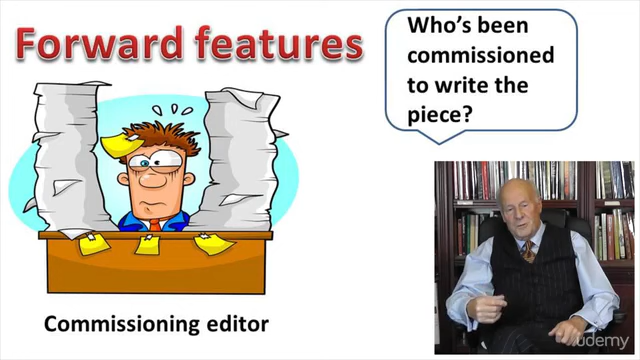 Forward features
Who's been
commissioned
to write the
piece?
Commissioning editor
udemy